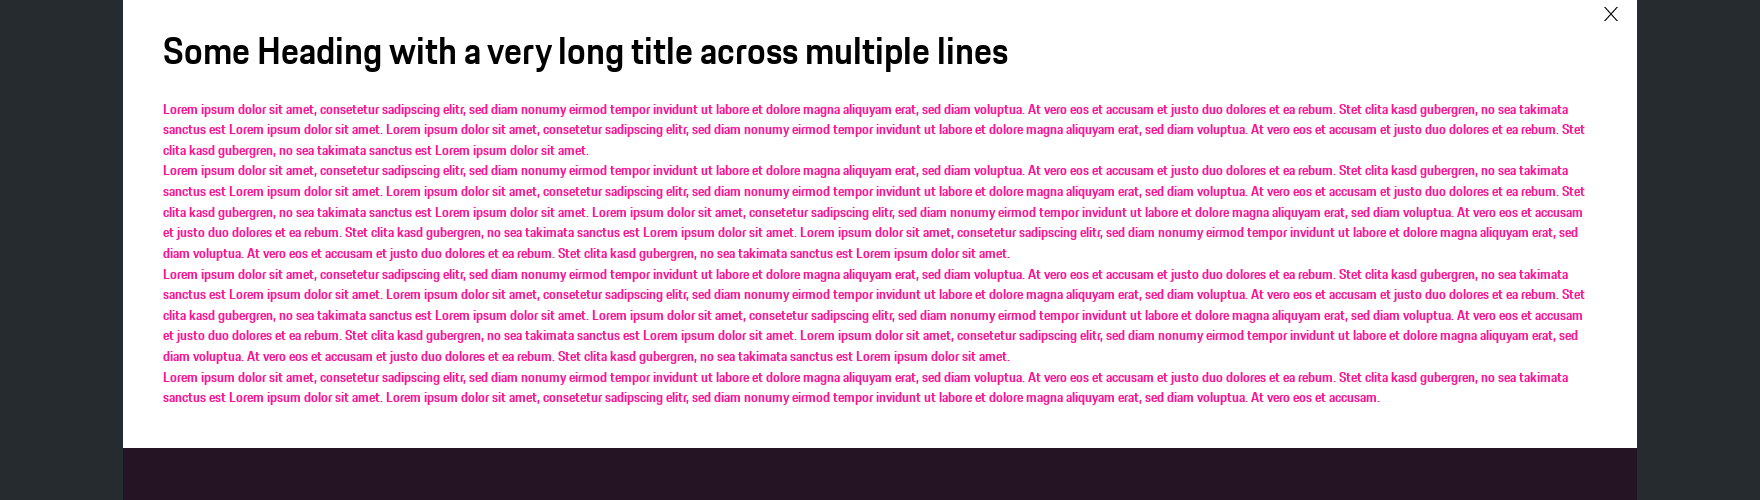 Some Heading with a very long title across multiple lines
Lorem ipsum dolor sit amet, consetetur sadipscing elitr, sed diam nonumy eirmod tempor invidunt ut labore et dolore magna aliquyam erat, sed diam voluptua. At vero eos et accusam et justo duo dolores et ea rebum. Stet clita kasd gubergren, no sea takimata
sanctus est Lorem ipsum dolor sit amet. Lorem ipsum dolor sit amet, consetetur sadipscing elitr, sed diam nonumy eirmod tempor invidunt ut labore et dolore magna aliquyam erat, sed diam voluptua. At vero eos et accusam et justo duo dolores et ea rebum. Stet
clita kasd gubergren, no sea takimata sanctus est Lorem ipsum dolor sit amet.
Lorem ipsum dolor sit amet, consetetur sadipscing elitr, sed diam nonumy eirmod tempor invidunt ut labore et dolore magna aliquyam erat, sed diam voluptua. At vero eos et accusam et justo duo dolores et ea rebum. Stet clita kasd gubergren, no sea takimata
sanctus est Lorem ipsum dolor sit amet. Lorem ipsum dolor sit amet, consetetur sadipscing elitr, sed diam nonumy eirmod tempor invidunt ut labore et dolore magna aliquyam erat, sed diam voluptua. At vero eos et accusam et justo duo dolores et ea rebum. Stet
clita kasd gubergren, no sea takimata sanctus est Lorem ipsum dolor sit amet. Lorem ipsum dolor sit amet, consetetur sadipscing elitr, sed diam nonumy eirmod tempor invidunt ut labore et dolore magna aliquyam erat, sed diam voluptua. At vero eos et accusam
et justo duo dolores et ea rebum. Stet clita kasd gubergren, no sea takimata sanctus est Lorem ipsum dolor sit amet. Lorem ipsum dolor sit amet, consetetur sadipscing elitr, sed diam nonumy eirmod tempor invidunt ut labore et dolore magna aliquyam erat, sed
diam voluptua. At vero eos et accusam et justo duo dolores et ea rebum. Stet clita kasd gubergren, no sea takimata sanctus est Lorem ipsum dolor sit amet.
Lorem ipsum dolor sit amet, consetetur sadipscing elitr, sed diam nonumy eirmod tempor invidunt ut labore et dolore magna aliquyam erat, sed diam voluptua. At vero eos et accusam et justo duo dolores et ea rebum. Stet clita kasd gubergren, no sea takimata
sanctus est Lorem ipsum dolor sit amet. Lorem ipsum dolor sit amet, consetetur sadipscing elitr, sed diam nonumy eirmod tempor invidunt ut labore et dolore magna aliquyam erat, sed diam voluptua. At vero eos et accusam et justo duo dolores et ea rebum. Stet
clita kasd gubergren, no sea takimata sanctus est Lorem ipsum dolor sit amet. Lorem ipsum dolor sit amet, consetetur sadipscing elitr, sed diam nonumy eirmod tempor invidunt ut labore et dolore magna aliquyam erat, sed diam voluptua. At vero eos et accusam
et justo duo dolores et ea rebum. Stet clita kasd gubergren, no sea takimata sanctus est Lorem ipsum dolor sit amet. Lorem ipsum dolor sit amet, consetetur sadipscing elitr, sed diam nonumy eirmod tempor invidunt ut labore et dolore magna aliquyam erat, sed
diam voluptua. At vero eos et accusam et justo duo dolores et ea rebum. Stet clita kasd gubergren, no sea takimata sanctus est Lorem ipsum dolor sit amet.
Lorem ipsum dolor sit amet, consetetur sadipscing elitr, sed diam nonumy eirmod tempor invidunt ut labore et dolore magna aliquyam erat, sed diam voluptua. At vero eos et accusam et justo duo dolores et ea rebum. Stet clita kasd gubergren, no sea takimata
sanctus est Lorem ipsum dolor sit amet. Lorem ipsum dolor sit amet, consetetur sadipscing elitr, sed diam nonumy eirmod tempor invidunt ut labore et dolore magna aliquyam erat, sed diam voluptua. At vero eos et accusam.